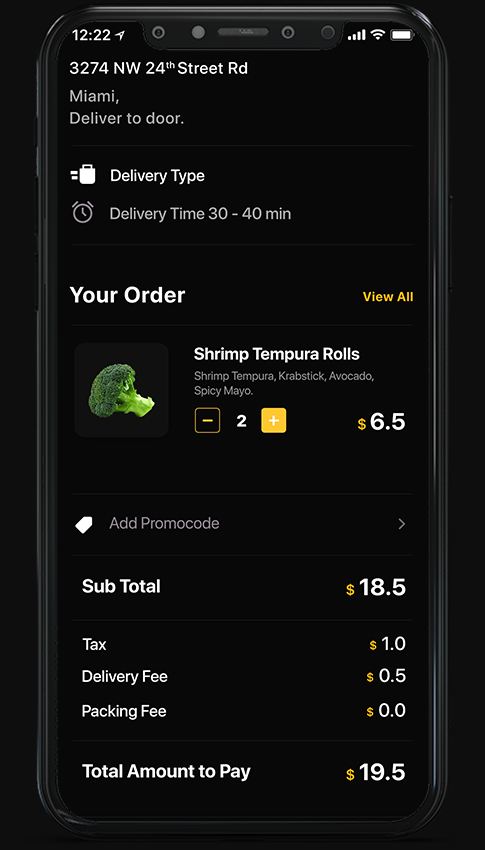 12:22
3274 NW 24th Street Rd
Miami,
Deliver to door.
Delivery Type
Delivery Time 30 - 40 min
Your Order
View All
Shrimp Tempura Rolls
Shrimp Tempura, Krabstick, Avocado,
Spicy Mayo.
2
$ 6.5
Add Promocode
Sub Total $ 18.5
Tax $ 1.0
Delivery Fee $ 0.5
Packing Fee $ 0.0
Total Amount to Pay $ 19.5